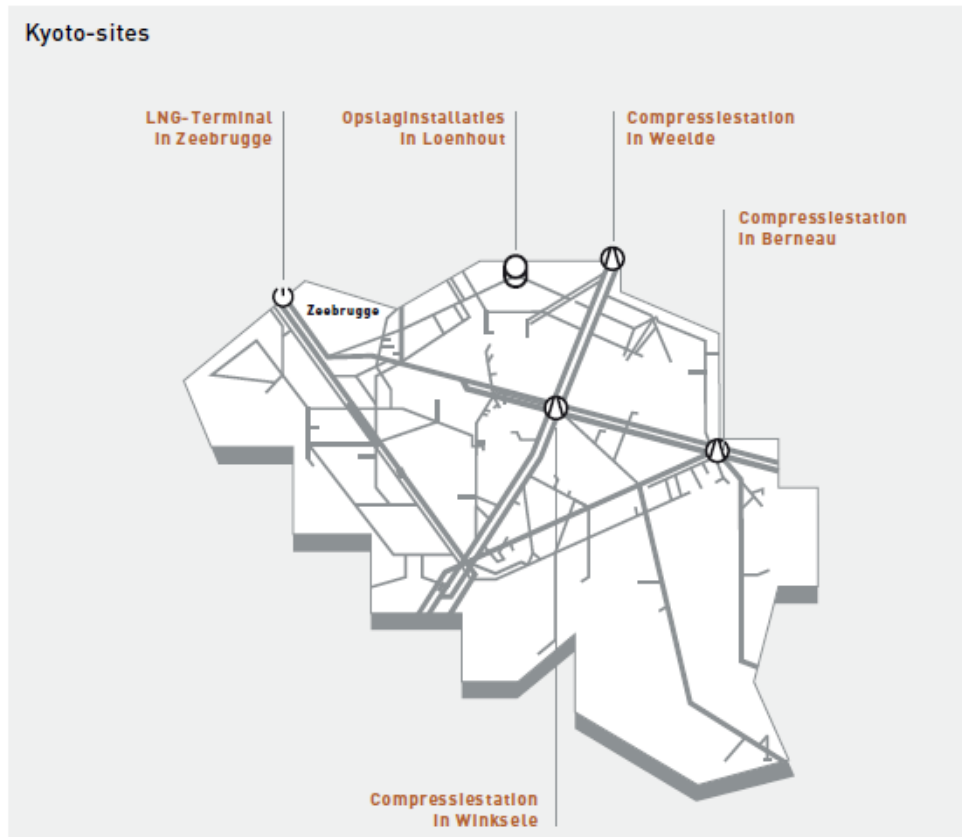 Kyoto-sites
LNG-Terminal
in Zeebrugge
Opslaginstallaties
in Loenhout
Compressiestation
in Weelde
Compressiestation
in Berneau
Zeebrugge
Compressiestation
in Winksele